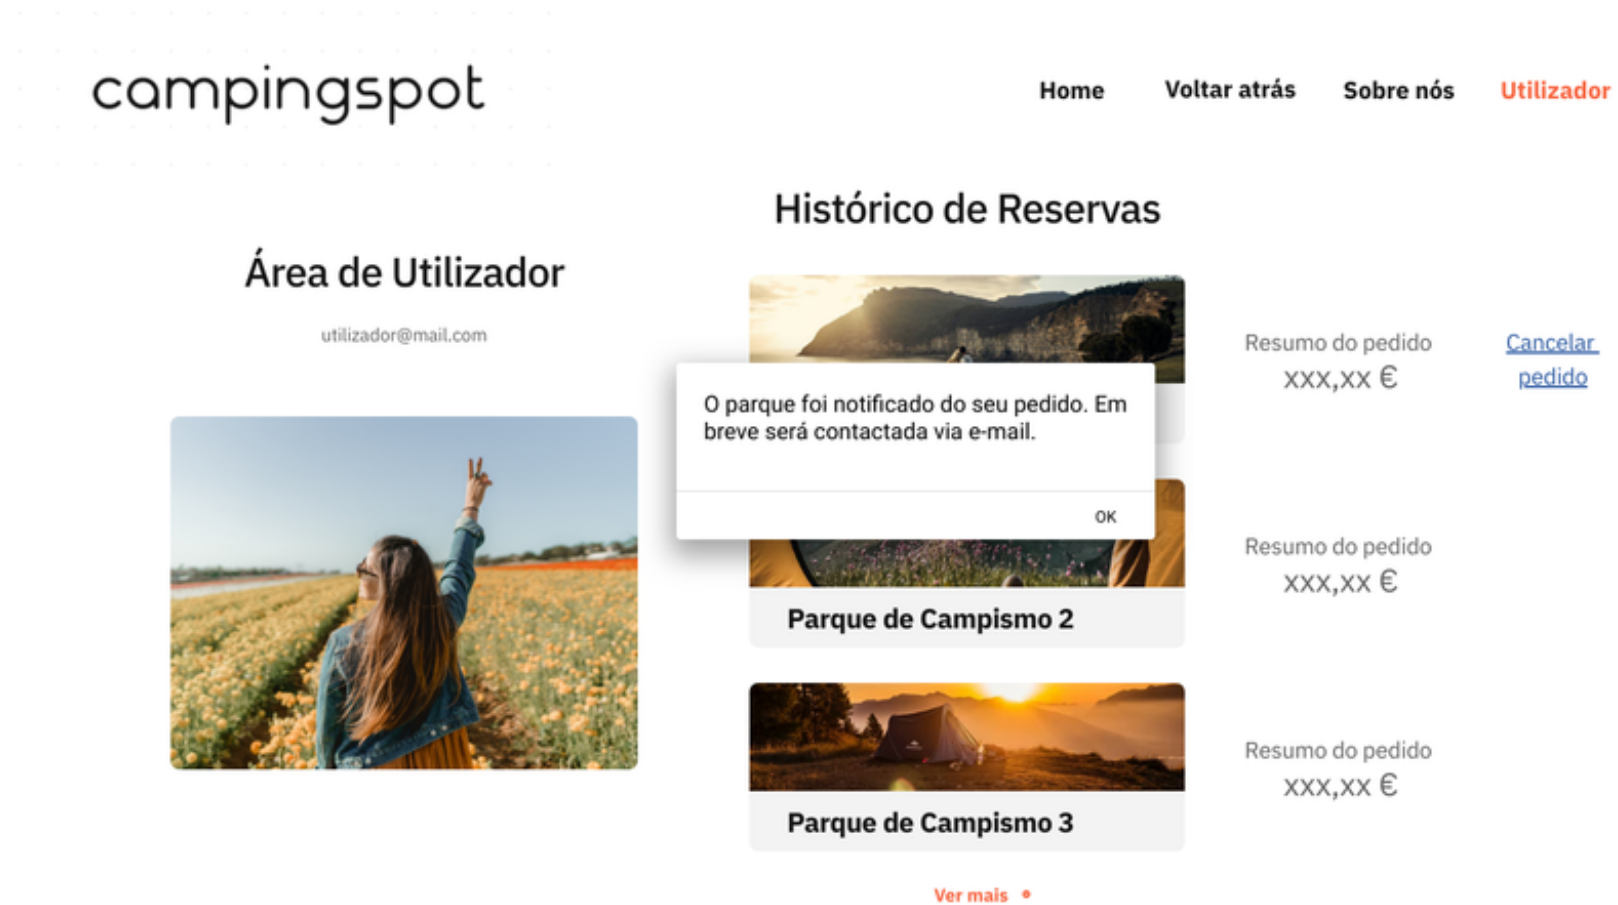 campingspot
Home
Voltar atrás
Sobre nós
Utilizador
Área de Utilizador
utilizador@mail.com
Histórico de Reservas
Resumo do pedido
xxx,xx €
Cancelar
pedido
O parque foi notificado do seu pedido. Em
breve será contactada via e-mail.
OK
Parque de Campismo 2
Resumo do pedido
xxx,xx €
Parque de Campismo 3
Resumo do pedido
xxx,xx €
Ver mais